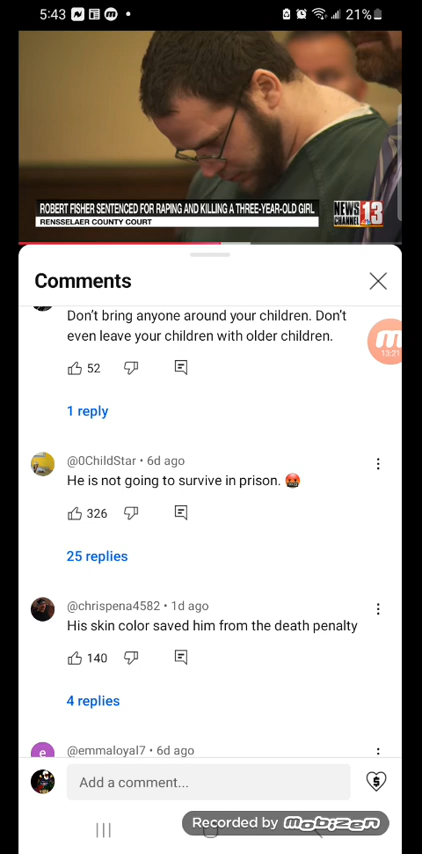 5:43
21%
ROBERT FISHER SENTENCED FOR RAPING AND KILLING A THREE-YEAR-OLD GIRL
RENSSELAER COUNTY COURT
NEWS
CHANNEL 13
Comments
Don't bring anyone around your children. Don't
even leave your children with older children.
13:21
52
1 reply
@0ChildStar • 6d ago
He is not going to survive in prison.
326
25 replies
@chrispena4582 • 1d ago
His skin color saved him from the death penalty
140
4 replies
e
@emmaloyal7 • 6d ago
Add a comment...
Recorded by mobizen